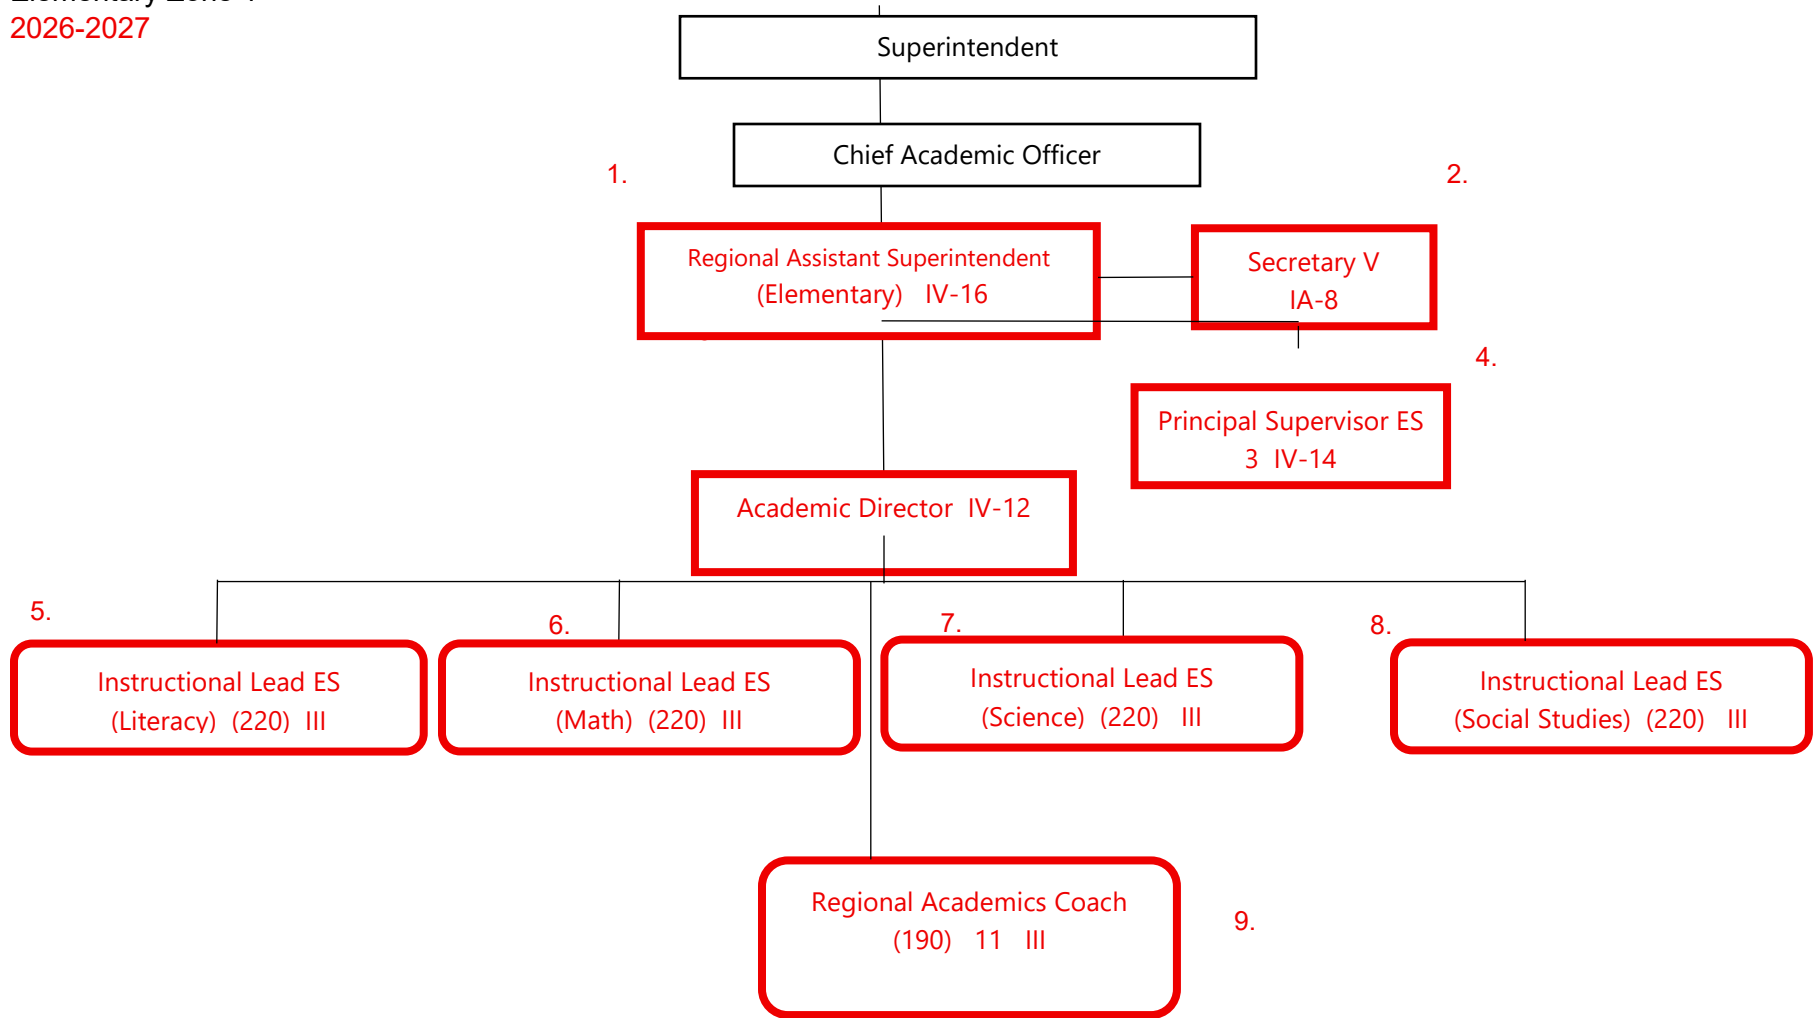 2026-2027
Superintendent
Chief Academic Officer
1.
2.
Regional Assistant Superintendent
(Elementary) IV-16
Secretary V
IA-8
4.
Principal Supervisor ES
3 IV-14
Academic Director IV-12
5.
6.
7.
8.
Instructional Lead ES
(Literacy) (220) III
Instructional Lead ES
(Math) (220) III
Instructional Lead ES
(Science) (220) III
Instructional Lead ES
(Social Studies) (220) III
Regional Academics Coach
(190) 11 III
9.